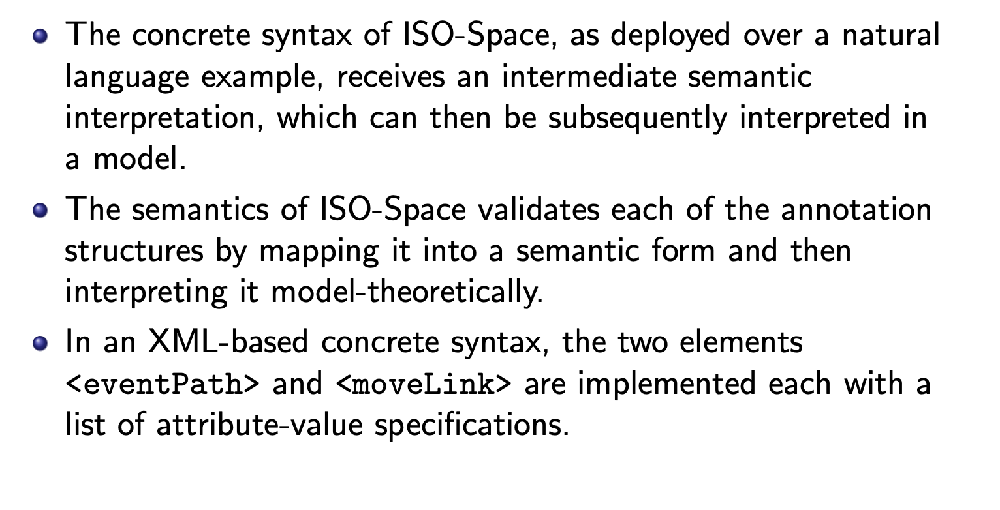 The concrete syntax of ISO-Space, as deployed over a natural
language example, receives an intermediate semantic
interpretation, which can then be subsequently interpreted in
a model.
The semantics of ISO-Space validates each of the annotation
structures by mapping it into a semantic form and then
interpreting it model-theoretically.
In an XML-based concrete syntax, the two elements
<eventPath> and <moveLink> are implemented each with a
list of attribute-value specifications.